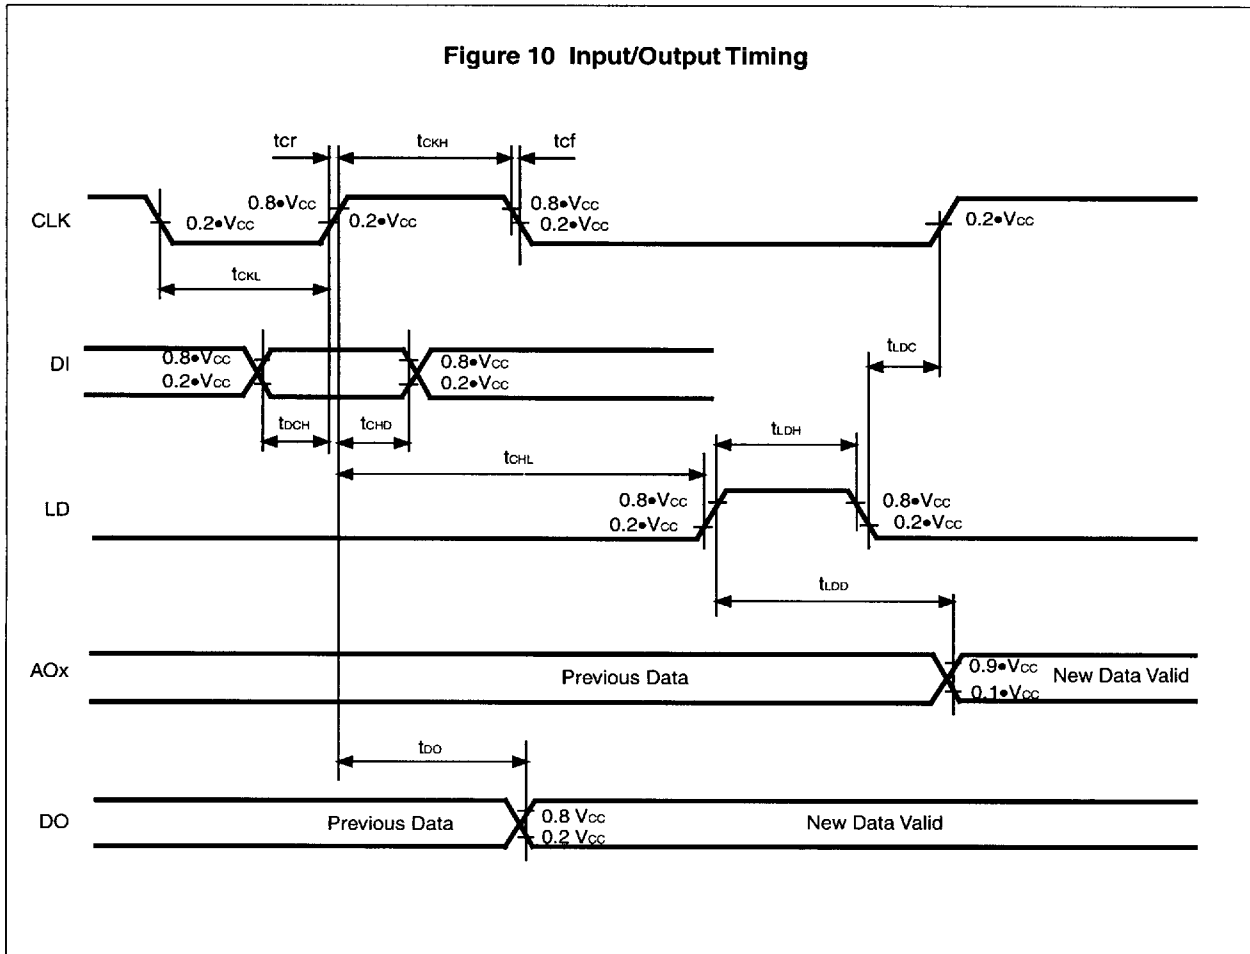 Figure 10 Input/Output Timing
tcr tCKH tcf
CLK 0.2•Vcc 0.8•Vcc 0.2•Vcc 0.8•Vcc 0.2•Vcc 0.2•Vcc
tCKL
DI 0.8•Vcc 0.2•Vcc 0.8•Vcc 0.2•Vcc
tLDC
tDCH tCHD
tCHL tLDH
LD 0.8•Vcc 0.2•Vcc 0.8•Vcc 0.2•Vcc
tLDD
AOx Previous Data 0.9•Vcc 0.1•Vcc New Data Valid
tDO
DO Previous Data 0.8 Vcc 0.2 Vcc New Data Valid